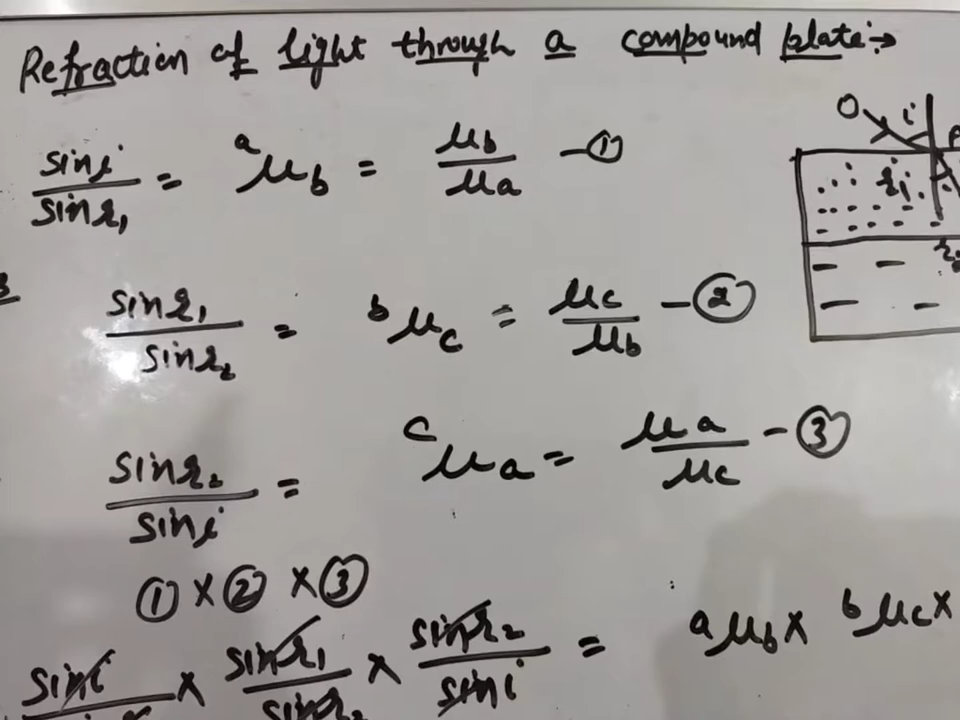 Refraction of light through a compound plate:→
O i
sin i / sin r₁ = ᵃμb = μb / μa —①
r₁
sin r₁ / sin r₂ = ᵇμc = μc / μb —②
sin r₂ / sin i = ᶜμa = μa / μc —③
① × ② × ③
sin i × sin r₁ / sin r₂ × sin r₂ / sin i = ᵃμb × ᵇμc ×